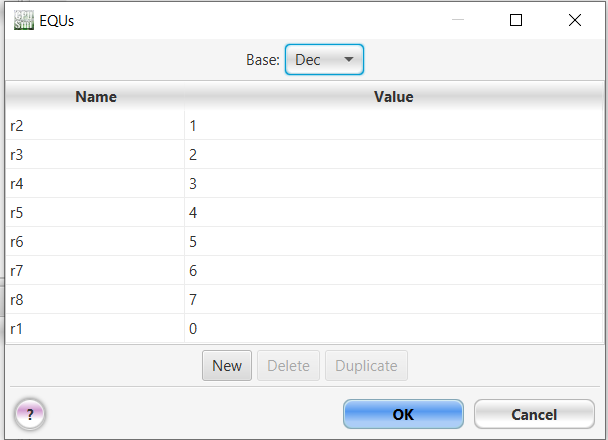 EQUs
Base: Dec
Name Value
r2 1
r3 2
r4 3
r5 4
r6 5
r7 6
r8 7
r1 0
New Delete Duplicate
? OK Cancel